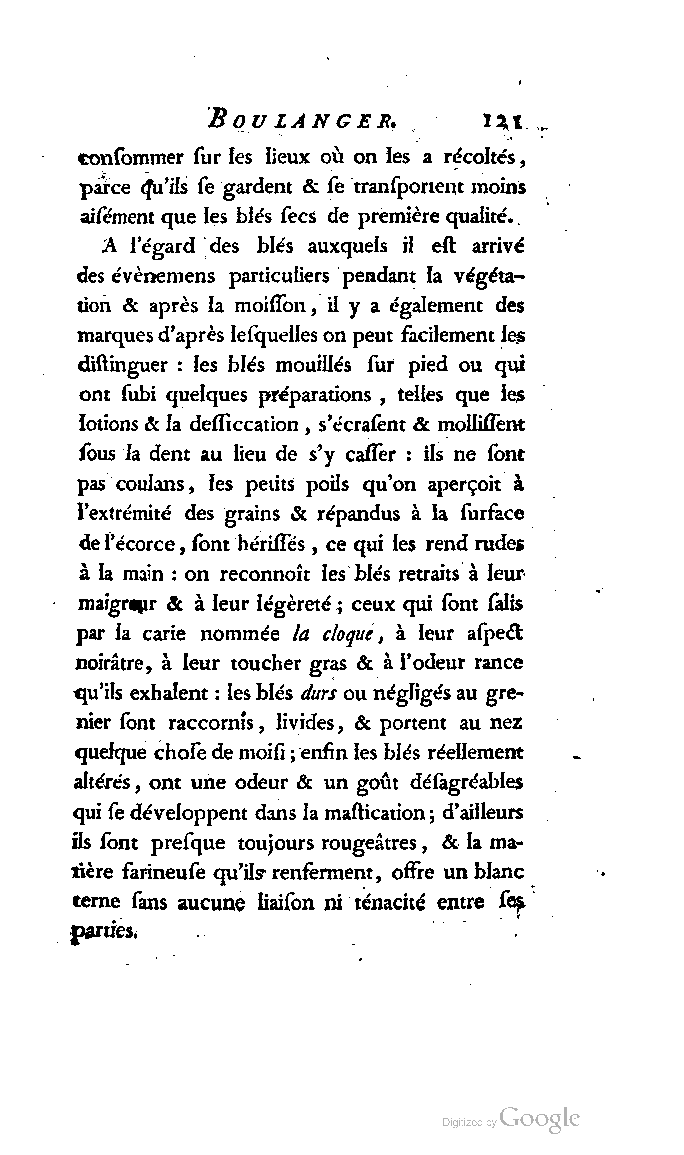 BOULANGER. 121
conſommer ſur les lieux où on les a récoltés,
parce qu'ils ſe gardent & ſe tranſportent moins
aiſément que les blés ſecs de première qualité.
A l'égard des blés auxquels il eſt arrivé
des évènemens particuliers pendant la végéta-
tion & après la moiſſon, il y a également des
marques d'après leſquelles on peut facilement les
diſtinguer : les blés mouillés ſur pied ou qui
ont ſubi quelques préparations, telles que les
lotions & la deſſiccation, s'écraſent & molliſſent
ſous la dent au lieu de s'y caſſer : ils ne ſont
pas coulans, les petits poils qu'on aperçoit à
l'extrémité des grains & répandus à la ſurface
de l'écorce, ſont hériſſés, ce qui les rend rudes
à la main : on reconnoît les blés retraits à leur
maigreur & à leur légèreté ; ceux qui ſont ſalis
par la carie nommée la cloque, à leur aſpect
noirâtre, à leur toucher gras & à l'odeur rance
qu'ils exhalent : les blés durs ou négligés au gre-
nier ſont raccornis, livides, & portent au nez
quelque choſe de moiſi ; enfin les blés réellement
altérés, ont une odeur & un goût déſagréables
qui ſe développent dans la maſtication ; d'ailleurs
ils ſont preſque toujours rougeâtres, & la ma-
tière farineuſe qu'ils renferment, offre un blanc
terne ſans aucune liaiſon ni ténacité entre ſes
parties.
Digitized by Google